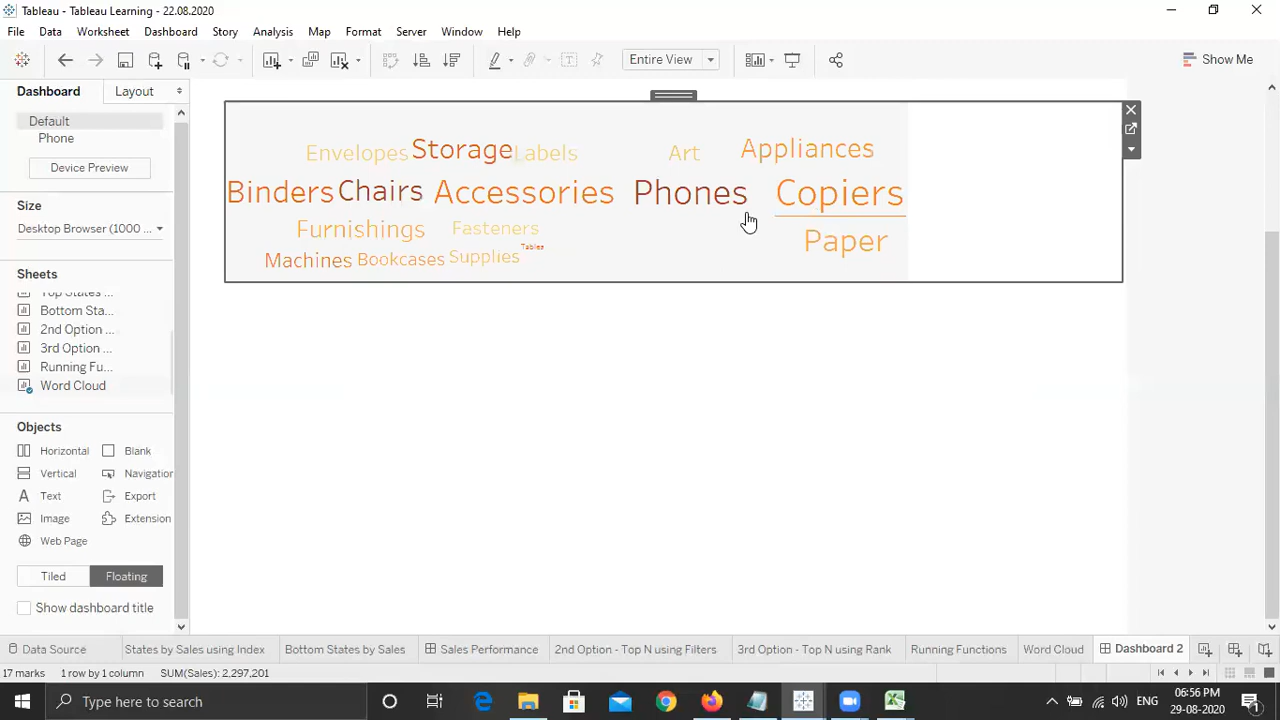 Tableau - Tableau Learning - 22.08.2020
File Data Worksheet Dashboard Story Analysis Map Format Server Window Help
Entire View
Show Me
Dashboard Layout
Default
Phone
Device Preview
Size
Desktop Browser (1000 ...
Sheets
Bottom Sta...
2nd Option ...
3rd Option ...
Running Fu...
Word Cloud
Objects
Horizontal Blank
Vertical Navigation
Text Export
Image Extension
Web Page
Tiled Floating
Show dashboard title
Envelopes Storage Labels Art Appliances
Binders Chairs Accessories Phones Copiers
Furnishings Fasteners Paper
Tables
Machines Bookcases Supplies
Data Source States by Sales using Index Bottom States by Sales Sales Performance 2nd Option - Top N using Filters 3rd Option - Top N using Rank Running Functions Word Cloud Dashboard 2
17 marks 1 row by 1 column SUM(Sales): 2,297,201
Type here to search
ENG
06:56 PM
29-08-2020
1